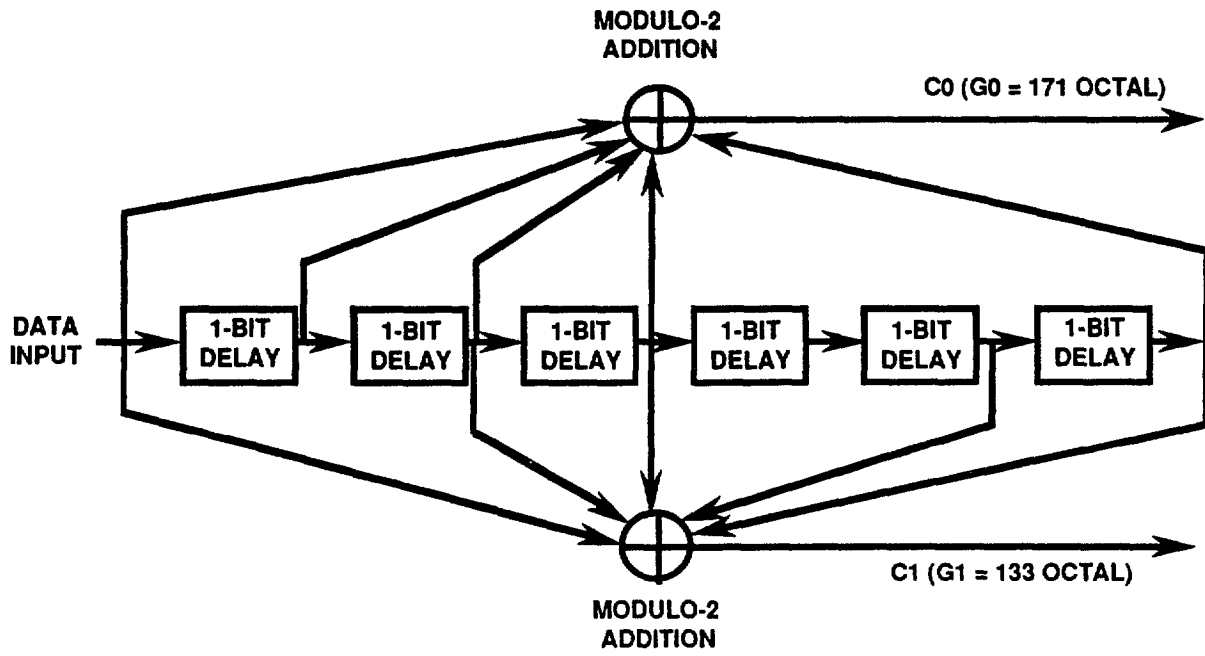 MODULO-2
ADDITION
C0 (G0 = 171 OCTAL)
DATA
INPUT
1-BIT
DELAY
1-BIT
DELAY
1-BIT
DELAY
1-BIT
DELAY
1-BIT
DELAY
1-BIT
DELAY
C1 (G1 = 133 OCTAL)
MODULO-2
ADDITION